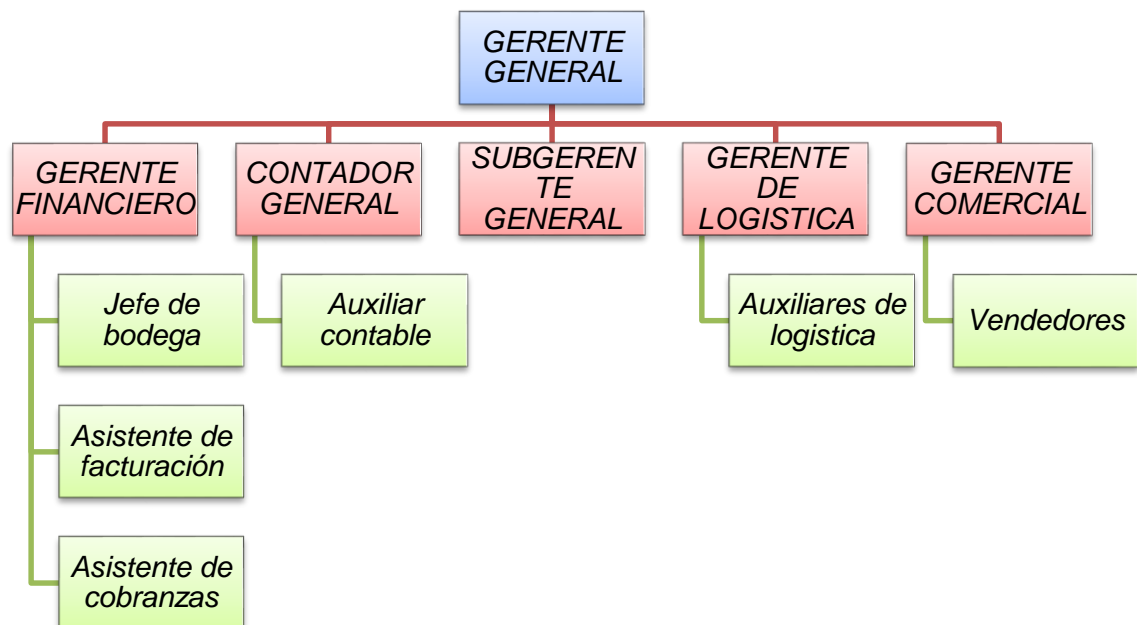 GERENTE
GENERAL
GERENTE
FINANCIERO
CONTADOR
GENERAL
SUBGEREN
TE
GENERAL
GERENTE
DE
LOGISTICA
GERENTE
COMERCIAL
Jefe de
bodega
Asistente de
facturación
Asistente de
cobranzas
Auxiliar
contable
Auxiliares de
logistica
Vendedores